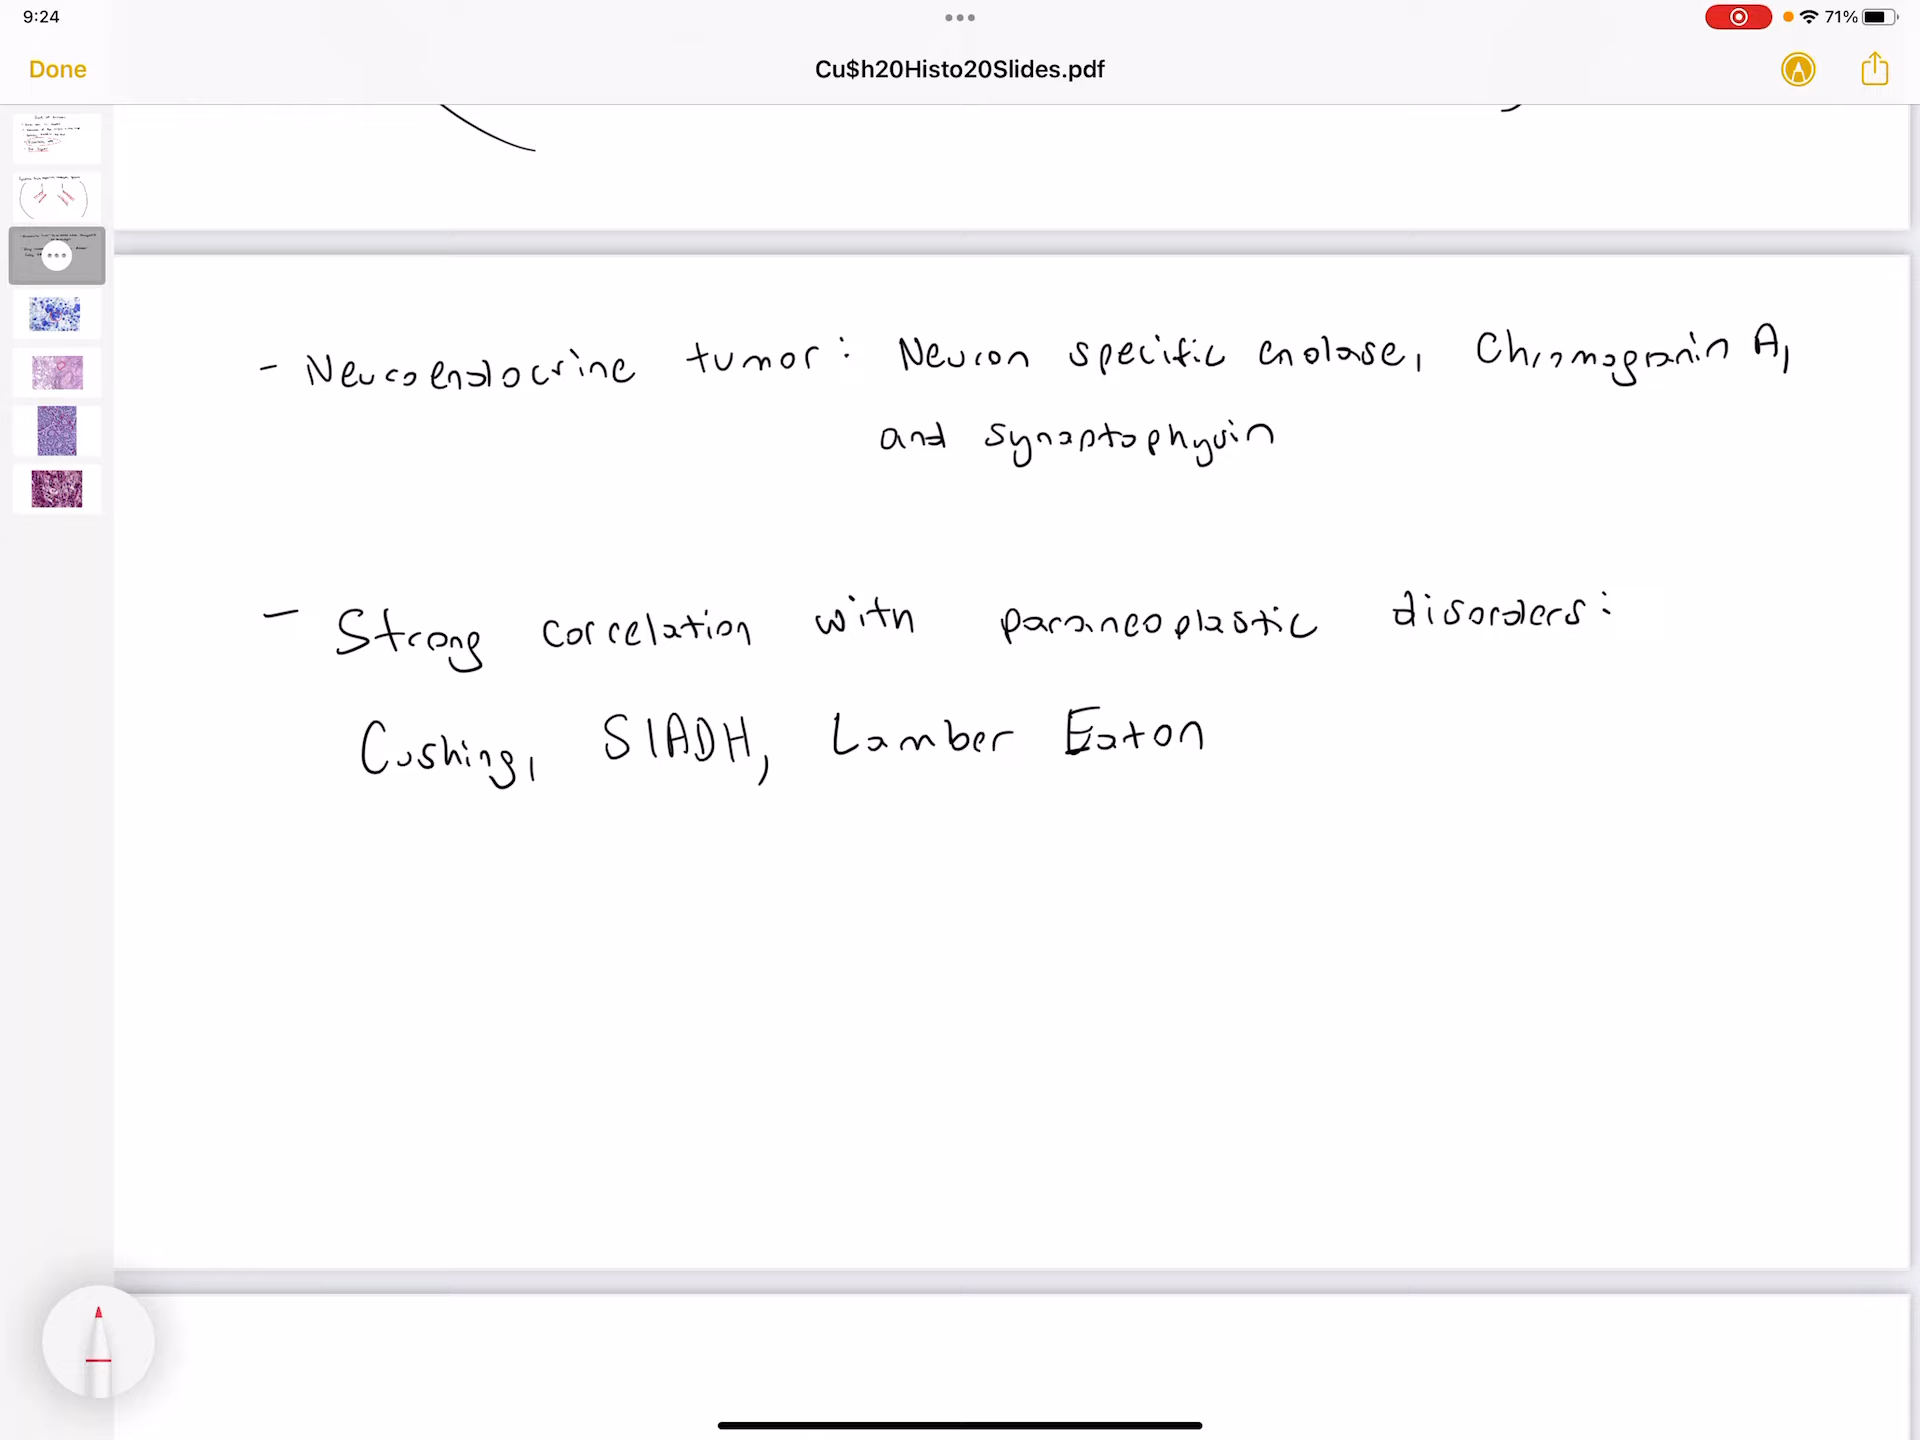 9:24
71%
Done
Cu$h20Histo20Slides.pdf
- Neuroendocrine tumor: Neuron specific enolase, Chromogranin A,
and synaptophysin
- Strong correlation with paraneoplastic disorders:
Cushing, SIADH, Lamber Eaton